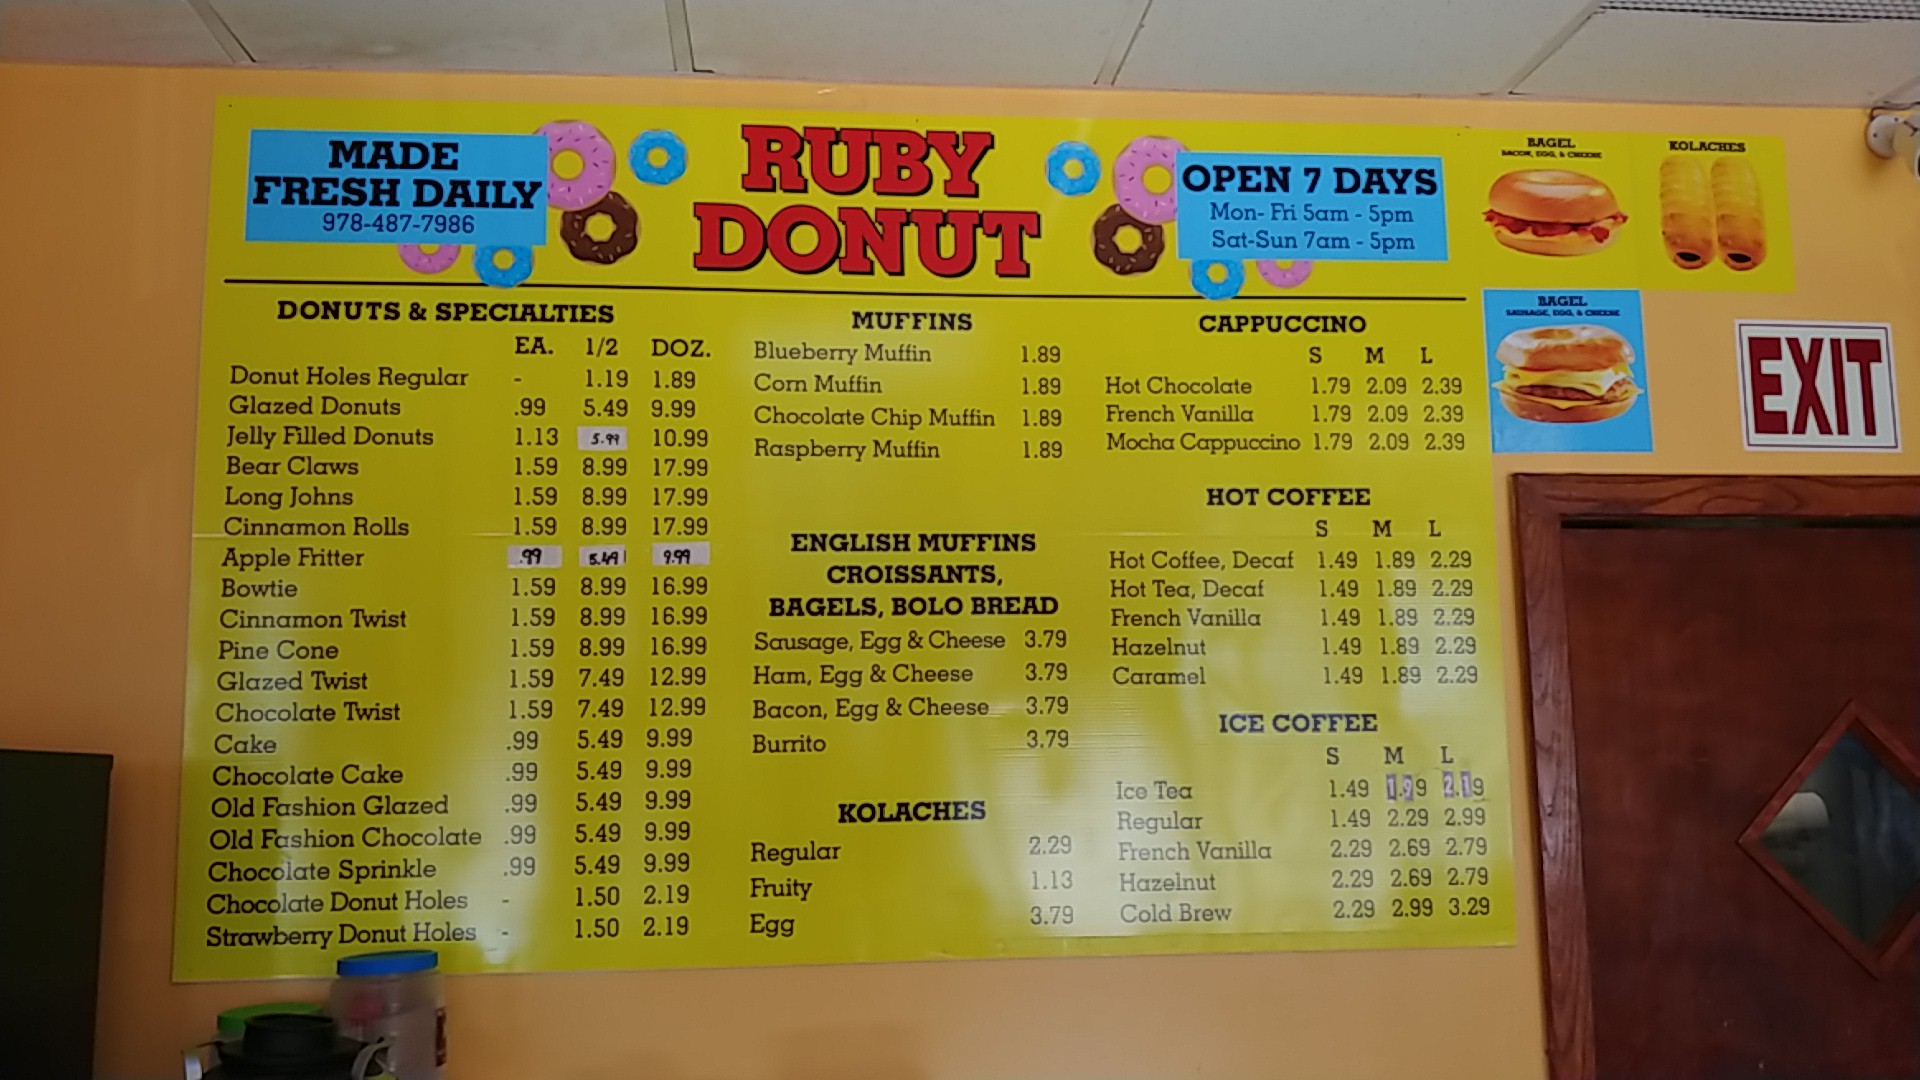 MADE
FRESH DAILY
978-487-7986
RUBY
DONUT
OPEN 7 DAYS
Mon- Fri 5am - 5pm
Sat-Sun 7am - 5pm
DONUTS & SPECIALTIES
EA. 1/2 DOZ.
Donut Holes Regular - 1.19 1.89
Glazed Donuts .99 5.49 9.99
Jelly Filled Donuts 1.13 5.99 10.99
Bear Claws 1.59 8.99 17.99
Long Johns 1.59 8.99 17.99
Cinnamon Rolls 1.59 8.99 17.99
Apple Fritter .99 5.49 9.99
Bowtie 1.59 8.99 16.99
Cinnamon Twist 1.59 8.99 16.99
Pine Cone 1.59 8.99 16.99
Glazed Twist 1.59 7.49 12.99
Chocolate Twist 1.59 7.49 12.99
Cake .99 5.49 9.99
Chocolate Cake .99 5.49 9.99
Old Fashion Glazed .99 5.49 9.99
Old Fashion Chocolate .99 5.49 9.99
Chocolate Sprinkle .99 5.49 9.99
Chocolate Donut Holes - 1.50 2.19
Strawberry Donut Holes - 1.50 2.19
MUFFINS
Blueberry Muffin 1.89
Corn Muffin 1.89
Chocolate Chip Muffin 1.89
Raspberry Muffin 1.89
ENGLISH MUFFINS
CROISSANTS,
BAGELS, BOLO BREAD
Sausage, Egg & Cheese 3.79
Ham, Egg & Cheese 3.79
Bacon, Egg & Cheese 3.79
Burrito 3.79
KOLACHES
Regular 2.29
Fruity 1.13
Egg 3.79
CAPPUCCINO
S M L
Hot Chocolate 1.79 2.09 2.39
French Vanilla 1.79 2.09 2.39
Mocha Cappuccino 1.79 2.09 2.39
HOT COFFEE
S M L
Hot Coffee, Decaf 1.49 1.89 2.29
Hot Tea, Decaf 1.49 1.89 2.29
French Vanilla 1.49 1.89 2.29
Hazelnut 1.49 1.89 2.29
Caramel 1.49 1.89 2.29
ICE COFFEE
S M L
Ice Tea 1.49 1.99 2.19
Regular 1.49 2.29 2.99
French Vanilla 2.29 2.69 2.79
Hazelnut 2.29 2.69 2.79
Cold Brew 2.29 2.99 3.29
BAGEL
BACON, EGG, & CHEESE
KOLACHES
BAGEL
SAUSAGE, EGG, & CHEESE
EXIT